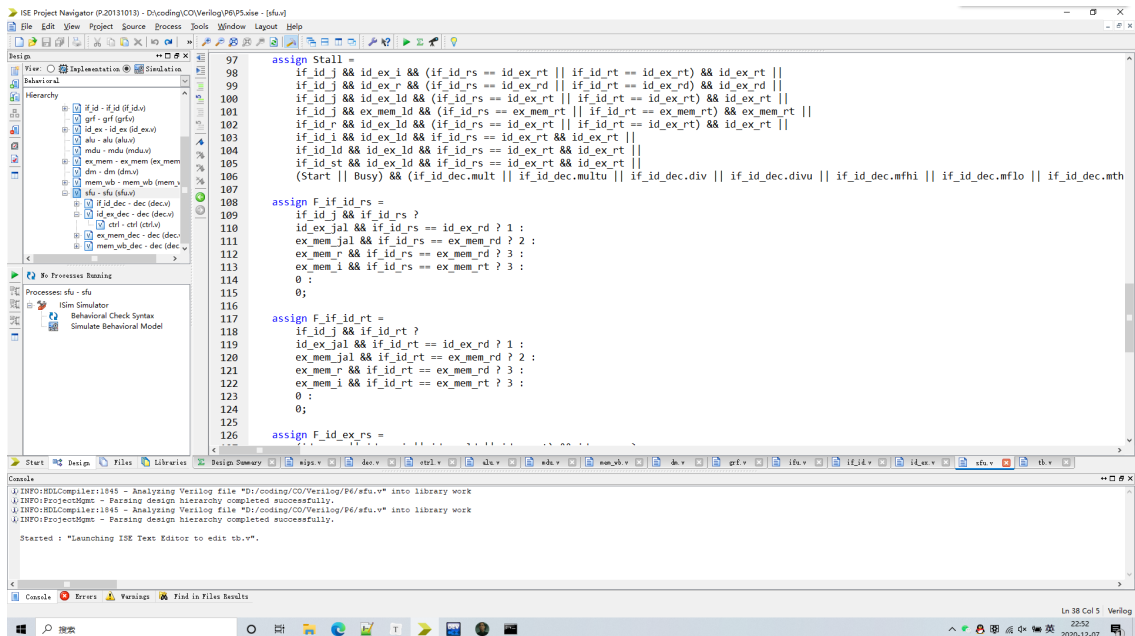 ISE Project Navigator (P.20131013) - D:\coding\CO\Verilog\P6\P5.xise - [sfu.v]
File Edit View Project Source Process Tools Window Layout Help
Design
View: Implementation Simulation
Behavioral
Hierarchy
if_id - if_id (if_id.v)
grf - grf (grf.v)
id_ex - id_ex (id_ex.v)
alu - alu (alu.v)
mdu - mdu (mdu.v)
ex_mem - ex_mem (ex_mem
dm - dm (dm.v)
mem_wb - mem_wb (mem_v
sfu - sfu (sfu.v)
if_id_dec - dec (dec.v)
id_ex_dec - dec (dec.v)
ctrl - ctrl (ctrl.v)
ex_mem_dec - dec (dec.v
mem_wb_dec - dec (dec
No Processes Running
Processes: sfu - sfu
ISim Simulator
Behavioral Check Syntax
Simulate Behavioral Model
97 assign Stall =
98 if_id_j && id_ex_i && (if_id_rs == id_ex_rt || if_id_rt == id_ex_rt) && id_ex_rt ||
99 if_id_j && id_ex_r && (if_id_rs == id_ex_rd || if_id_rt == id_ex_rd) && id_ex_rd ||
100 if_id_j && id_ex_ld && (if_id_rs == id_ex_rt || if_id_rt == id_ex_rt) && id_ex_rt ||
101 if_id_j && ex_mem_ld && (if_id_rs == ex_mem_rt || if_id_rt == ex_mem_rt) && ex_mem_rt ||
102 if_id_r && id_ex_ld && (if_id_rs == id_ex_rt || if_id_rt == id_ex_rt) && id_ex_rt ||
103 if_id_i && id_ex_ld && if_id_rs == id_ex_rt && id_ex_rt ||
104 if_id_ld && id_ex_ld && if_id_rs == id_ex_rt && id_ex_rt ||
105 if_id_st && id_ex_ld && if_id_rs == id_ex_rt && id_ex_rt ||
106 (Start || Busy) && (if_id_dec.mult || if_id_dec.multu || if_id_dec.div || if_id_dec.divu || if_id_dec.mfhi || if_id_dec.mflo || if_id_dec.mth
107
108 assign F_if_id_rs =
109 if_id_j && if_id_rs ?
110 id_ex_jal && if_id_rs == id_ex_rd ? 1 :
111 ex_mem_jal && if_id_rs == ex_mem_rd ? 2 :
112 ex_mem_r && if_id_rs == ex_mem_rd ? 3 :
113 ex_mem_i && if_id_rs == ex_mem_rt ? 3 :
114 0 :
115 0;
116
117 assign F_if_id_rt =
118 if_id_j && if_id_rt ?
119 id_ex_jal && if_id_rt == id_ex_rd ? 1 :
120 ex_mem_jal && if_id_rt == ex_mem_rd ? 2 :
121 ex_mem_r && if_id_rt == ex_mem_rd ? 3 :
122 ex_mem_i && if_id_rt == ex_mem_rt ? 3 :
123 0 :
124 0;
125
126 assign F_id_ex_rs =
Start Design Files Libraries Design Summary mips.v dec.v ctrl.v alu.v mdu.v mem_wb.v dm.v grf.v ifu.v if_id.v id_ex.v sfu.v tb.v
Console
INFO:HDLCompiler:1845 - Analyzing Verilog file "D:/coding/CO/Verilog/P6/sfu.v" into library work
INFO:ProjectMgmt - Parsing design hierarchy completed successfully.
INFO:HDLCompiler:1845 - Analyzing Verilog file "D:/coding/CO/Verilog/P6/sfu.v" into library work
INFO:ProjectMgmt - Parsing design hierarchy completed successfully.
Started : "Launching ISE Text Editor to edit tb.v".
Console Errors Warnings Find in Files Results
Ln 38 Col 5 Verilog
搜索
英
22:52
2020-12-07